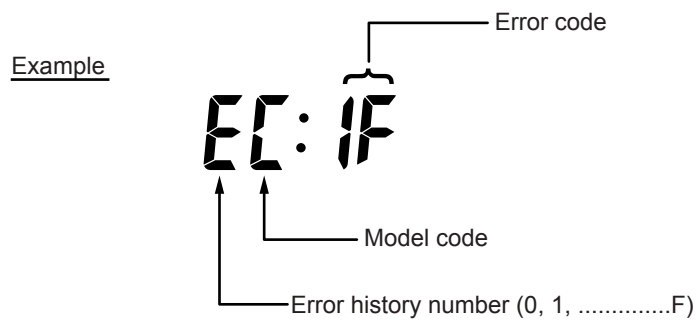 Error code
Example
EC: 1F
Model code
Error history number (0, 1, ..............F)